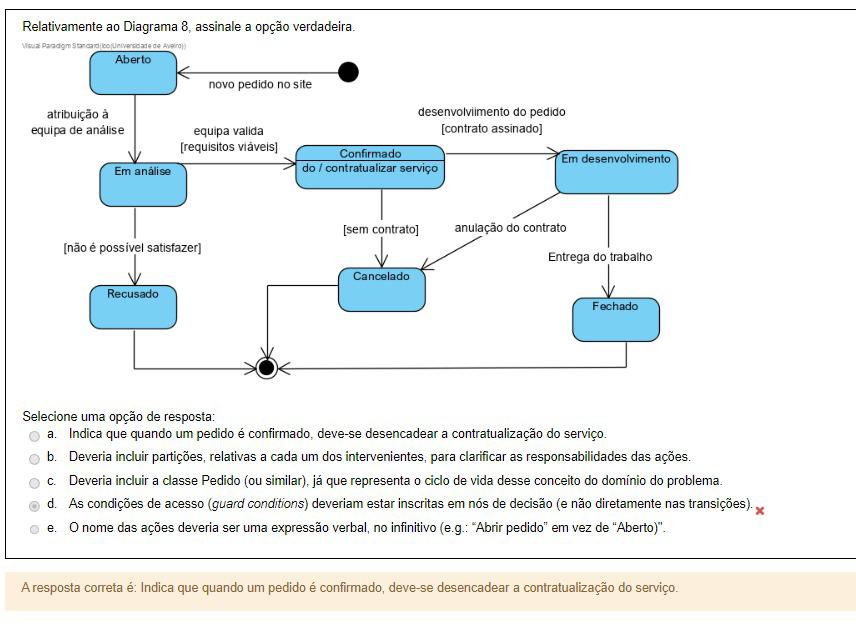 Relativamente ao Diagrama 8, assinale a opção verdadeira.
Visual Paradigm Standard(Ico(Universidade de Aveiro))
Aberto
novo pedido no site
atribuição à
equipa de análise
equipa valida
[requisitos viáveis]
desenvolviimento do pedido
[contrato assinado]
Confirmado
do / contratualizar serviço
Em desenvolvimento
Em análise
[sem contrato]
anulação do contrato
[não é possível satisfazer]
Entrega do trabalho
Cancelado
Recusado
Fechado
Selecione uma opção de resposta:
a. Indica que quando um pedido é confirmado, deve-se desencadear a contratualização do serviço.
b. Deveria incluir partições, relativas a cada um dos intervenientes, para clarificar as responsabilidades das ações.
c. Deveria incluir a classe Pedido (ou similar), já que representa o ciclo de vida desse conceito do domínio do problema.
d. As condições de acesso (guard conditions) deveriam estar inscritas em nós de decisão (e não diretamente nas transições).
e. O nome das ações deveria ser uma expressão verbal, no infinitivo (e.g.: “Abrir pedido” em vez de “Aberto)”.
A resposta correta é: Indica que quando um pedido é confirmado, deve-se desencadear a contratualização do serviço.